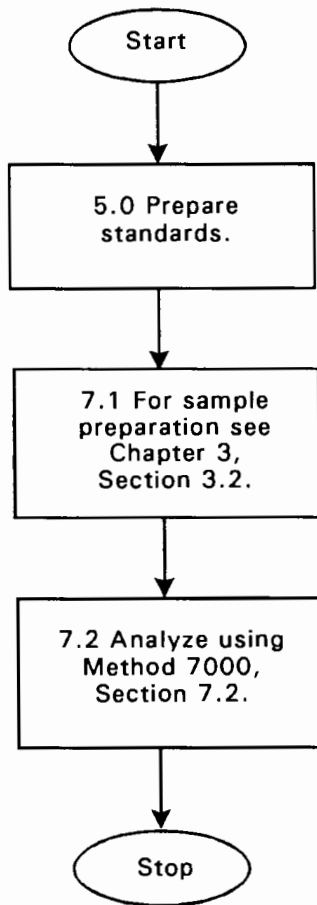 Start
5.0 Prepare
standards.
7.1 For sample
preparation see
Chapter 3,
Section 3.2.
7.2 Analyze using
Method 7000,
Section 7.2.
Stop